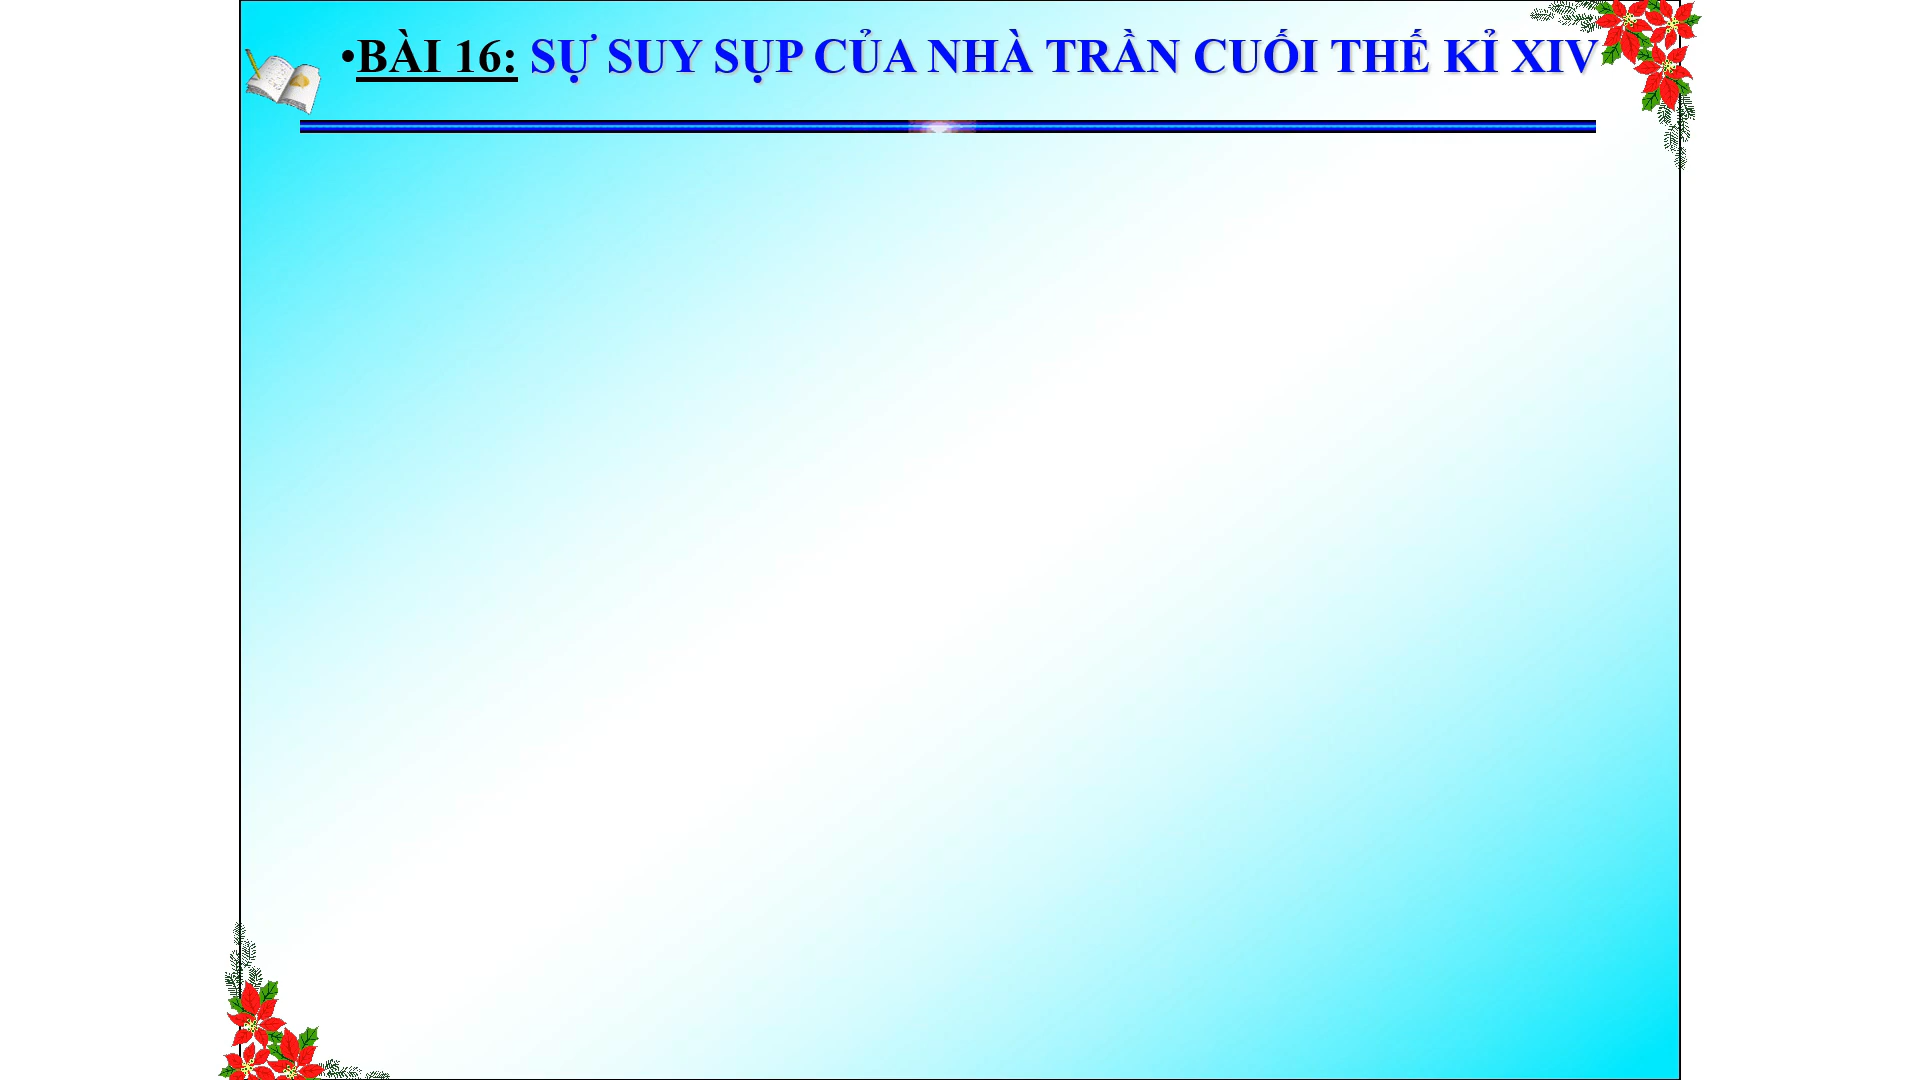 •BÀI 16: SỰ SUY SỤP CỦA NHÀ TRẦN CUỐI THẾ KỈ XIV